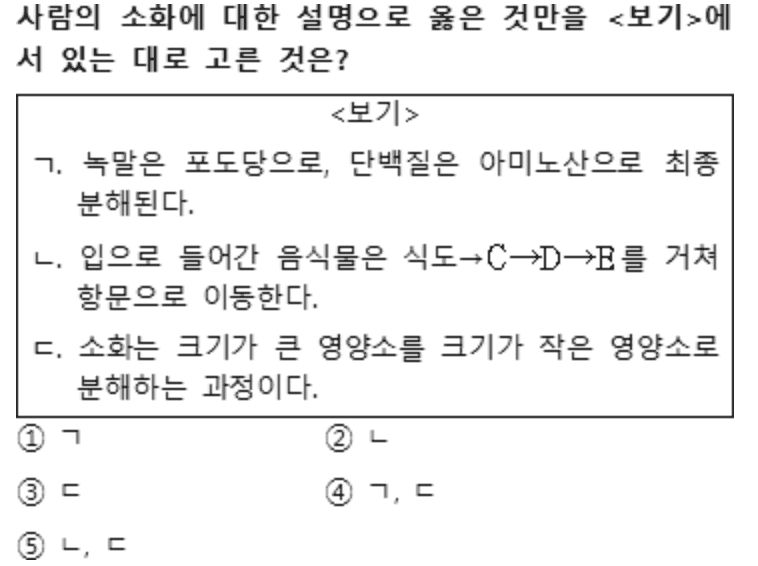 사람의 소화에 대한 설명으로 옳은 것만을 <보기>에
서 있는 대로 고른 것은?
<보기>
ㄱ. 녹말은 포도당으로, 단백질은 아미노산으로 최종
분해된다.
ㄴ. 입으로 들어간 음식물은 식도→C→D→E를 거쳐
항문으로 이동한다.
ㄷ. 소화는 크기가 큰 영양소를 크기가 작은 영양소로
분해하는 과정이다.
① ㄱ ② ㄴ
③ ㄷ ④ ㄱ, ㄷ
⑤ ㄴ, ㄷ